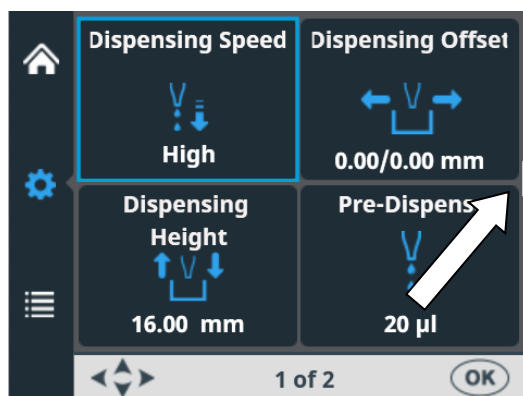 Dispensing Speed
High
Dispensing Offset
0.00/0.00 mm
Dispensing
Height
16.00 mm
Pre-Dispens
20 µl
1 of 2
OK